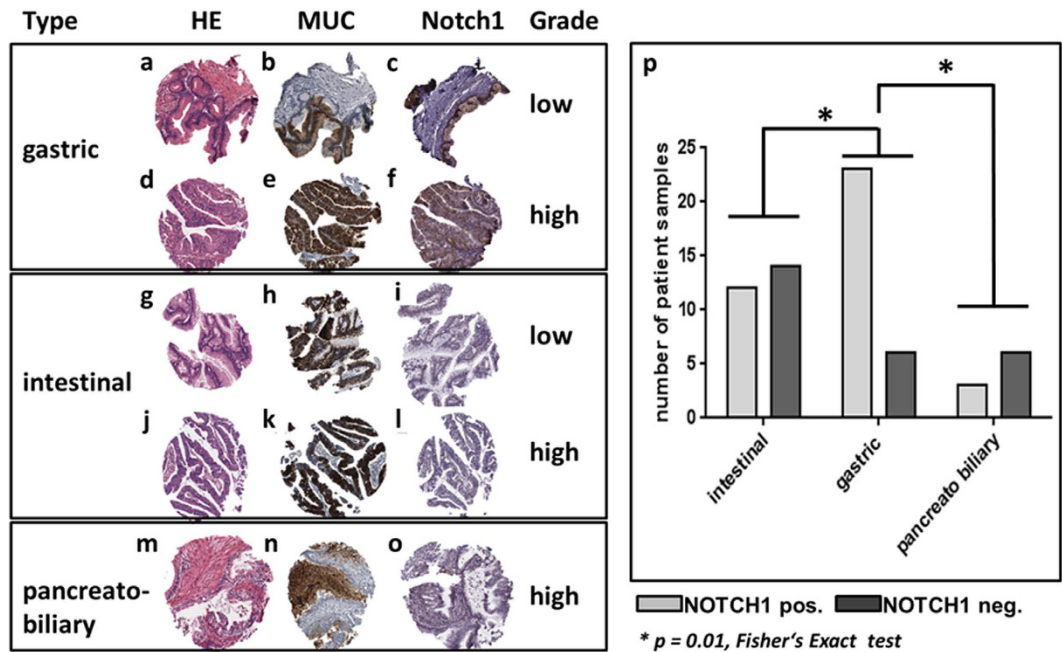 Type HE MUC Notch1 Grade
a b c
gastric
low
d e f
high
g h i
intestinal
low
j k l
high
m n o
pancreato-
biliary
high
p
*
*
number of patient samples
25
20
15
10
5
0
intestinal
gastric
pancreato biliary
NOTCH1 pos. NOTCH1 neg.
* p = 0.01, Fisher's Exact test